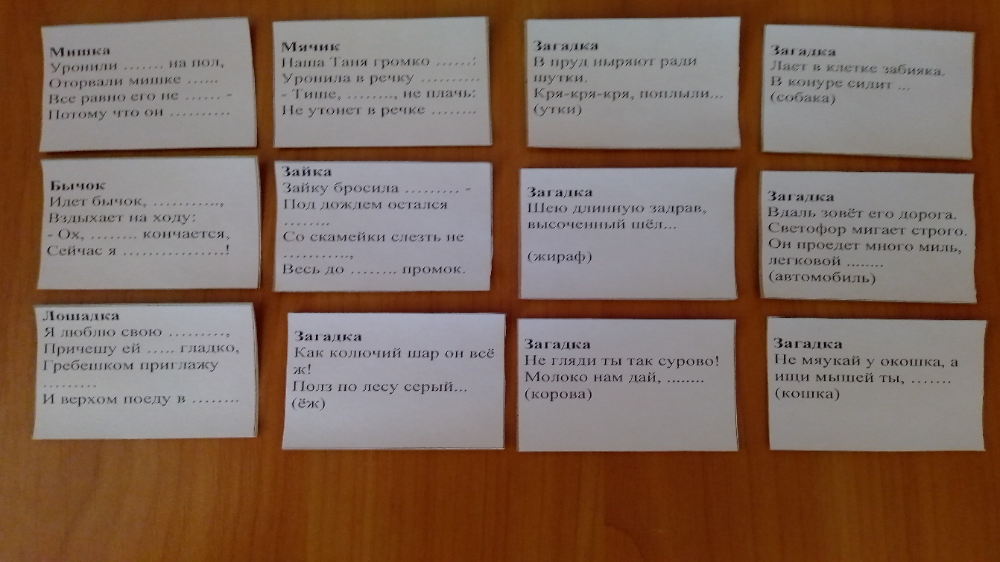 Мишка
Уронили ....... на пол,
Оторвали мишке ......
Все равно его не ...... -
Потому что он ..........
Мячик
Наша Таня громко ......:
Уронила в речку ..........
- Тише, ........, не плачь:
Не утонет в речке ........
Загадка
В пруд ныряют ради
шутки.
Кря-кря-кря, поплыли...
(утки)
Загадка
Лает в клетке забияка.
В конуре сидит ...
(собака)
Бычок
Идет бычок, ...........,
Вздыхает на ходу:
- Ох, ........ кончается,
Сейчас я ................!
Зайка
Зайку бросила ......... -
Под дождем остался
........
Со скамейки слезть не
...........,
Весь до ........ промок.
Загадка
Шею длинную задрав,
высоченный шёл...
(жираф)
Загадка
Вдаль зовёт его дорога.
Светофор мигает строго.
Он проедет много миль,
легковой ........
(автомобиль)
Лошадка
Я люблю свою .........,
Причешу ей ..... гладко,
Гребешком приглажу
.........
И верхом поеду в ........
Загадка
Как колючий шар он всё
ж!
Полз по лесу серый...
(ёж)
Загадка
Не гляди ты так сурово!
Молоко нам дай, ........
(корова)
Загадка
Не мяукай у окошка, а
ищи мышей ты, .......
(кошка)